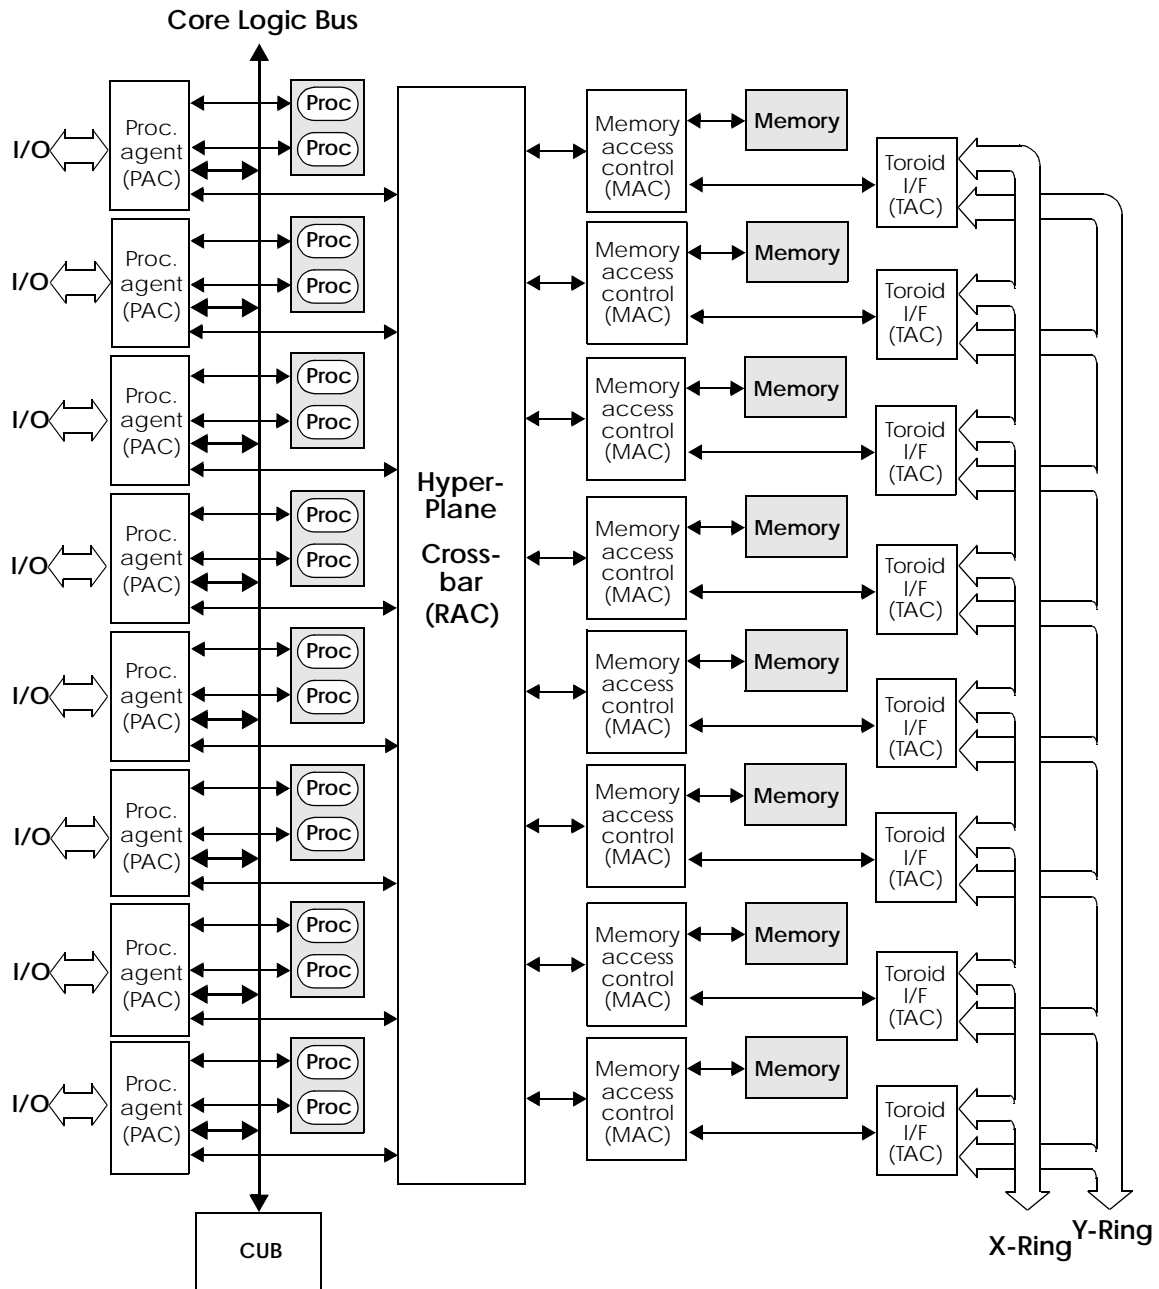 Core Logic Bus
I/O
Proc.
agent
(PAC)
Proc
Proc
Memory
access
control
(MAC)
Memory
Toroid
I/F
(TAC)
I/O
Proc.
agent
(PAC)
Proc
Proc
Memory
access
control
(MAC)
Memory
Toroid
I/F
(TAC)
I/O
Proc.
agent
(PAC)
Proc
Proc
Memory
access
control
(MAC)
Memory
Toroid
I/F
(TAC)
Hyper-
Plane
Cross-
bar
(RAC)
I/O
Proc.
agent
(PAC)
Proc
Proc
Memory
access
control
(MAC)
Memory
Toroid
I/F
(TAC)
I/O
Proc.
agent
(PAC)
Proc
Proc
Memory
access
control
(MAC)
Memory
Toroid
I/F
(TAC)
I/O
Proc.
agent
(PAC)
Proc
Proc
Memory
access
control
(MAC)
Memory
Toroid
I/F
(TAC)
I/O
Proc.
agent
(PAC)
Proc
Proc
Memory
access
control
(MAC)
Memory
Toroid
I/F
(TAC)
I/O
Proc.
agent
(PAC)
Proc
Proc
Memory
access
control
(MAC)
Memory
Toroid
I/F
(TAC)
CUB
X-Ring
Y-Ring